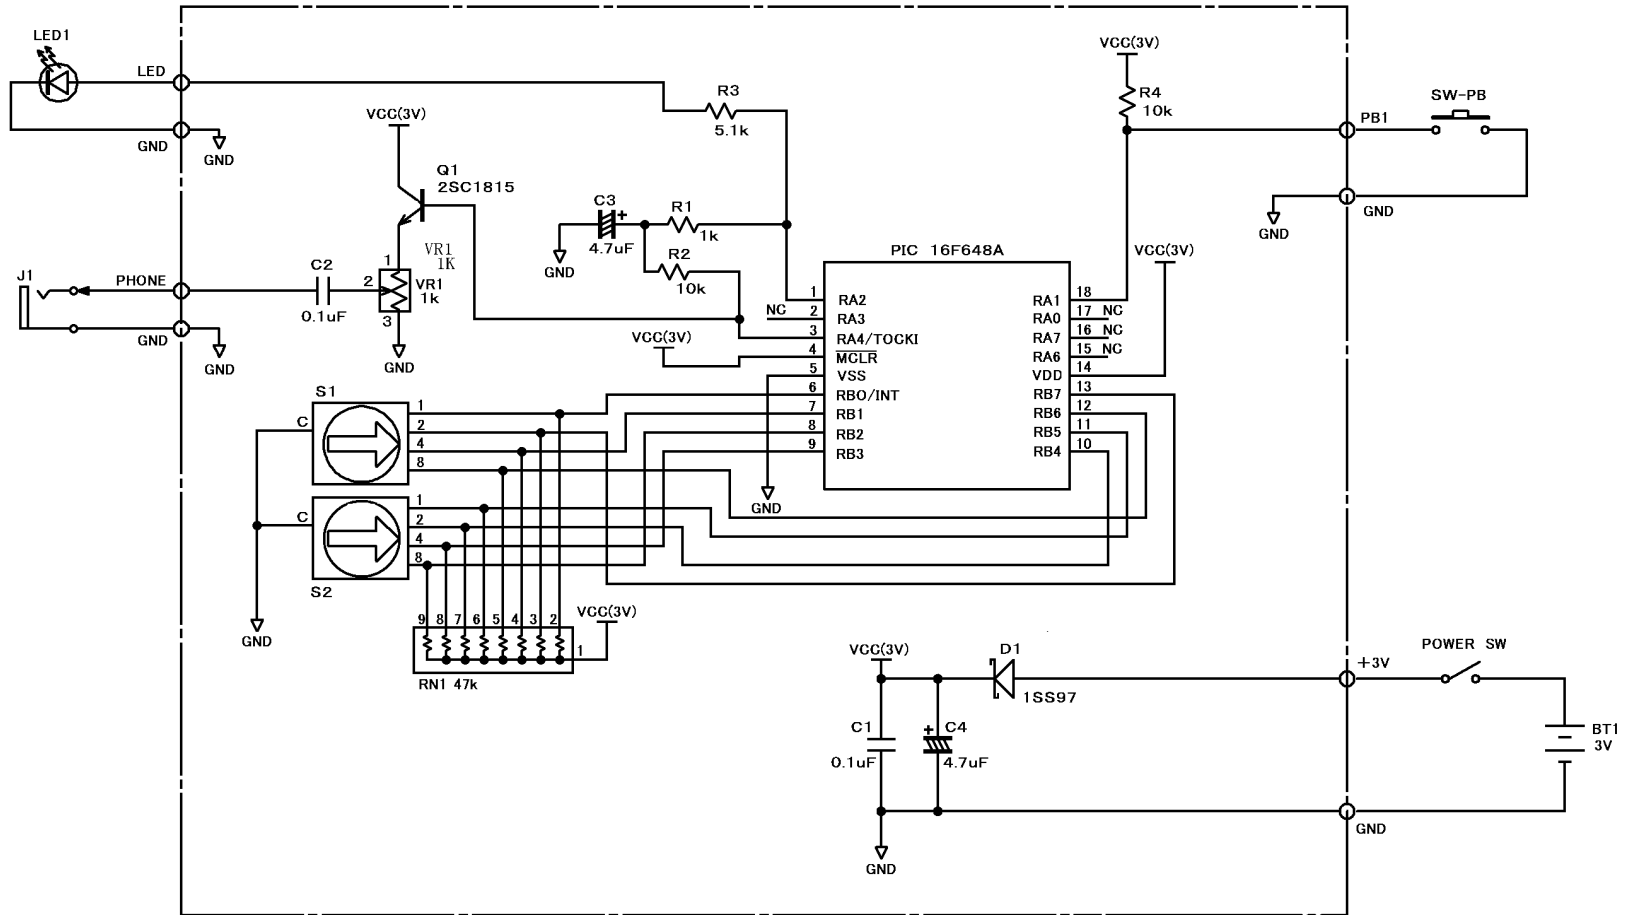 LED1
LED
GND
GND
VCC(3V)
Q1
2SC1815
R3
5.1k
VCC(3V)
R4
10k
PB1
SW-PB
GND
GND
C3
+
4.7uF
GND
R1
1k
R2
10k
VR1
1K
J1
PHONE
GND
GND
C2
0.1uF
1
2
3
VR1
1k
GND
PIC 16F648A
VCC(3V)
NC
VCC(3V)
1
2
3
4
5
6
7
8
9
RA2
RA3
RA4/TOCKI
MCLR
VSS
RBO/INT
RB1
RB2
RB3
RA1
RA0
RA7
RA6
VDD
RB7
RB6
RB5
RB4
18
17 NC
16 NC
15 NC
14
13
12
11
10
GND
S1
C
1
2
4
8
C
1
2
4
8
S2
GND
9 8 7 6 5 4 3 2
VCC(3V)
1
RN1 47k
VCC(3V)
D1
1SS97
C1
0.1uF
+
C4
4.7uF
GND
+3V
POWER SW
BT1
3V
GND